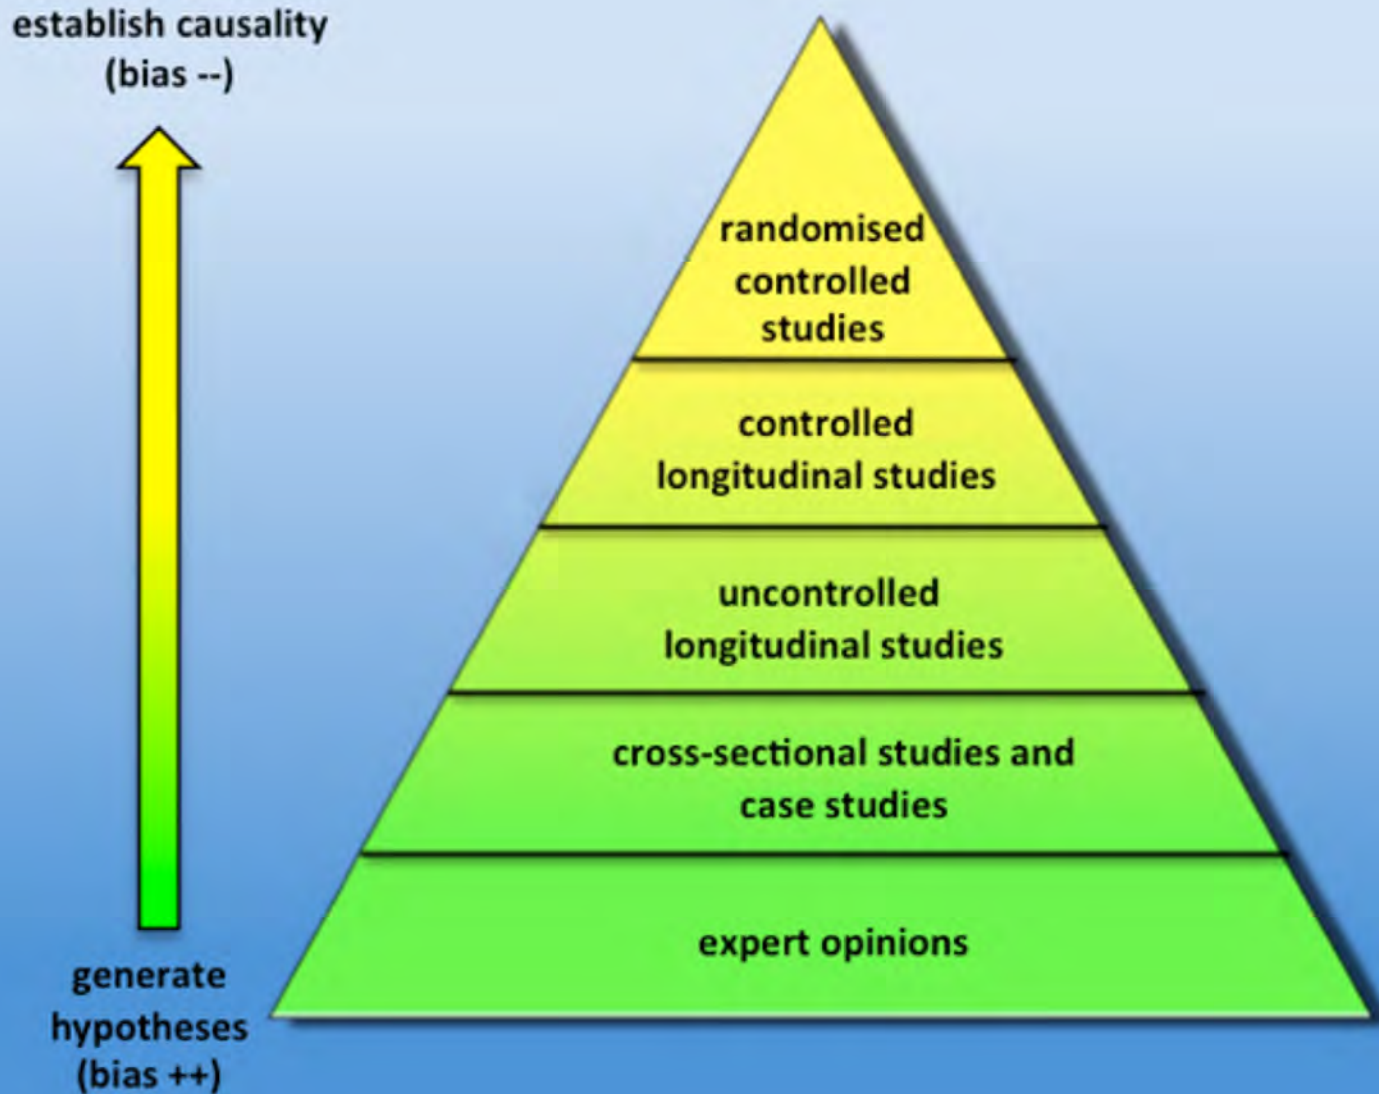 establish causality
(bias --)
randomised
controlled
studies
controlled
longitudinal studies
uncontrolled
longitudinal studies
cross-sectional studies and
case studies
expert opinions
generate
hypotheses
(bias ++)